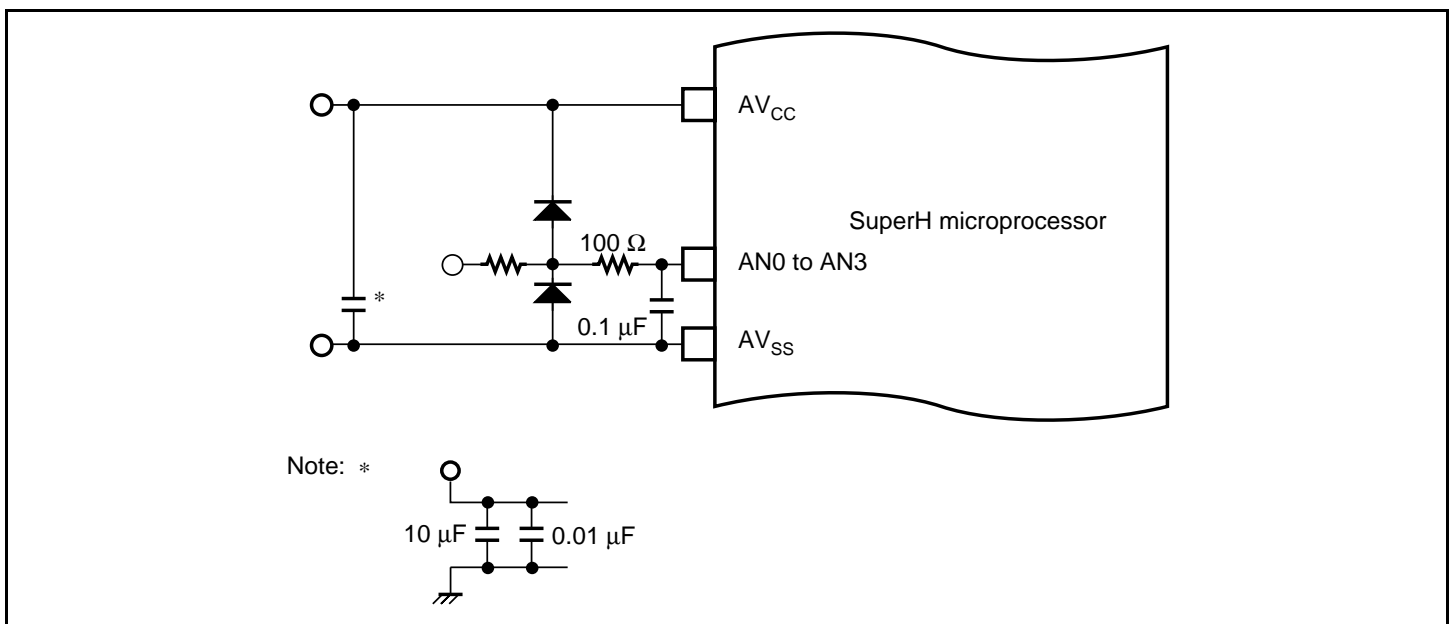 AVCC
SuperH microprocessor
100 Ω
AN0 to AN3
*
0.1 μF
AVSS
Note: *
10 μF
0.01 μF